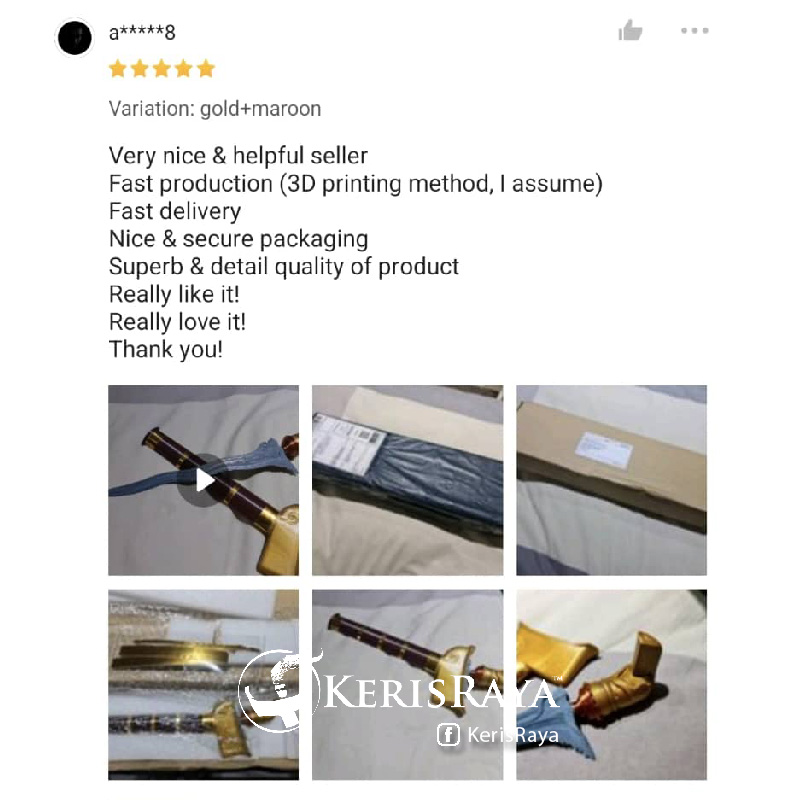 a*****8
Variation: gold+maroon
Very nice & helpful seller
Fast production (3D printing method, I assume)
Fast delivery
Nice & secure packaging
Superb & detail quality of product
Really like it!
Really love it!
Thank you!
KERISRAYA™
f KerisRaya